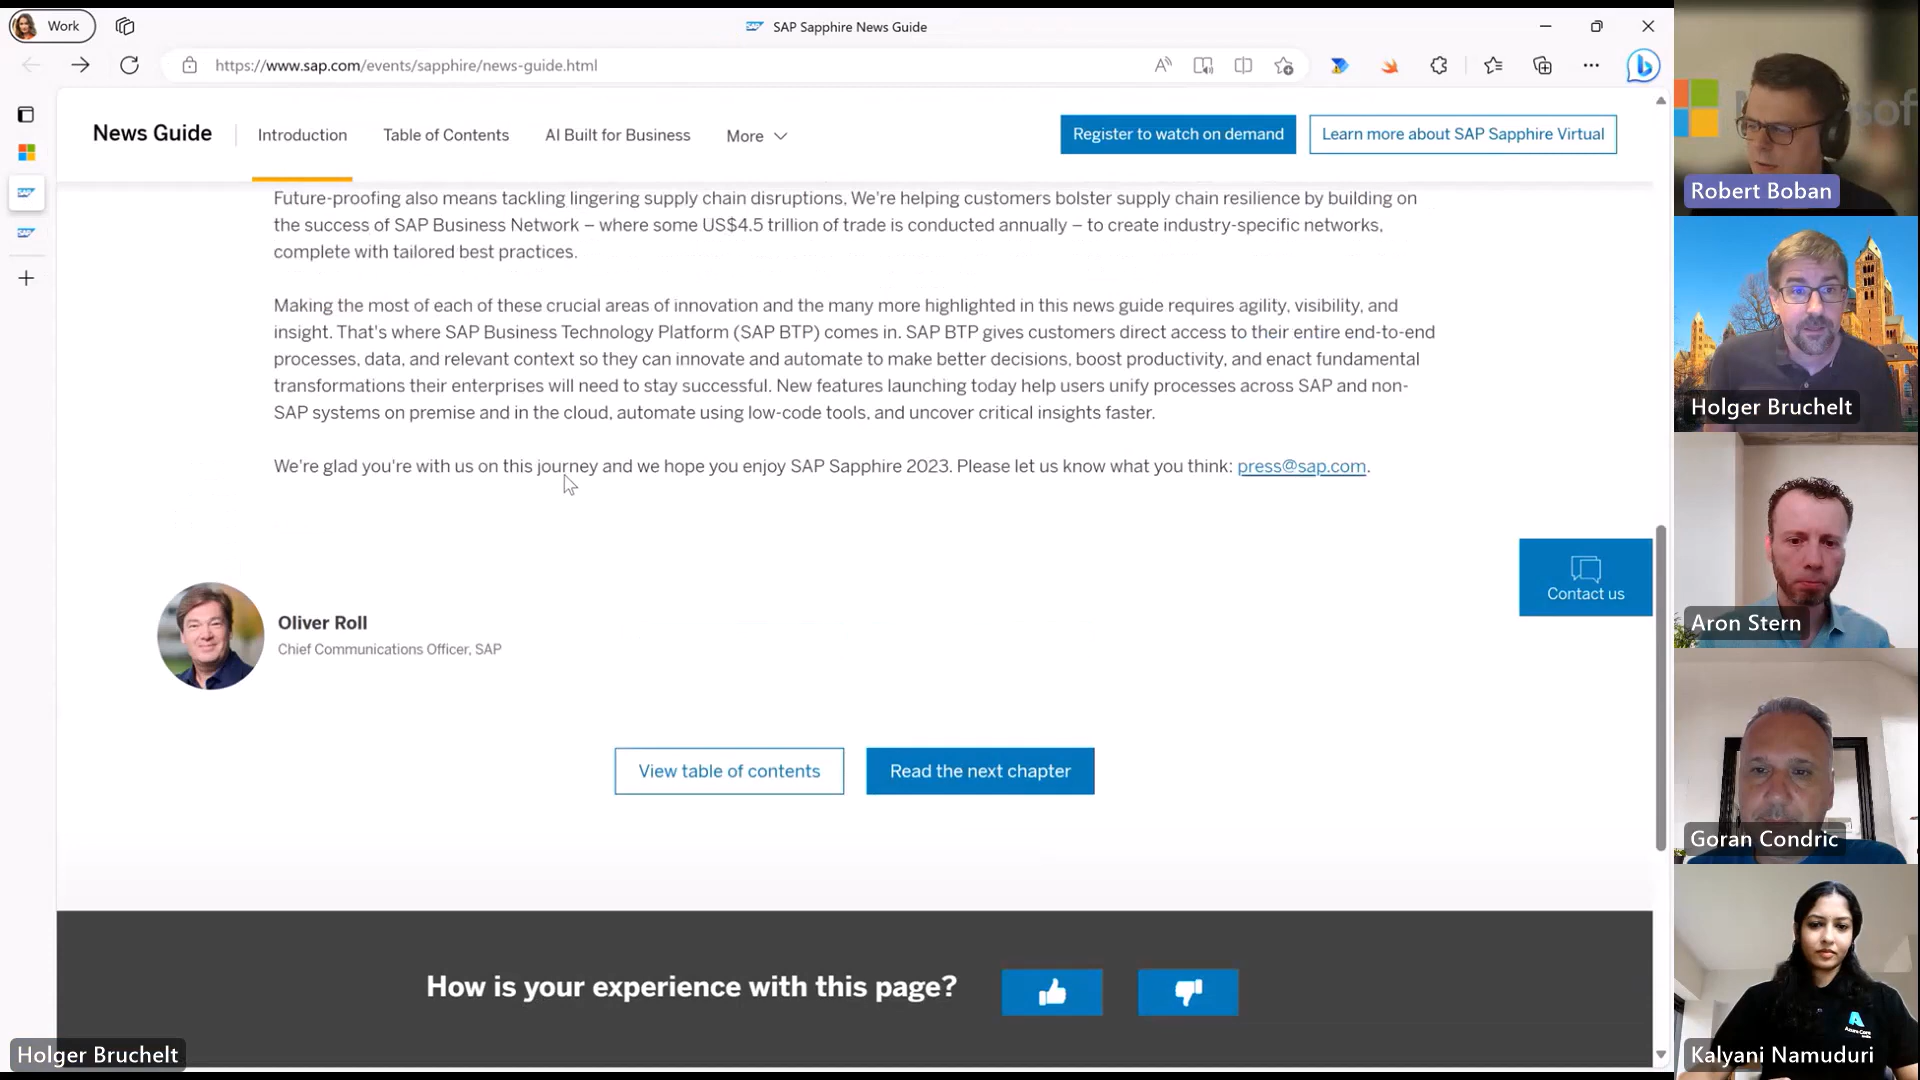 Work
SAP Sapphire News Guide
https://www.sap.com/events/sapphire/news-guide.html
News Guide
Introduction
Table of Contents
AI Built for Business
More
Register to watch on demand
Learn more about SAP Sapphire Virtual
Future-proofing also means tackling lingering supply chain disruptions. We're helping customers bolster supply chain resilience by building on
the success of SAP Business Network – where some US$4.5 trillion of trade is conducted annually – to create industry-specific networks,
complete with tailored best practices.
Making the most of each of these crucial areas of innovation and the many more highlighted in this news guide requires agility, visibility, and
insight. That's where SAP Business Technology Platform (SAP BTP) comes in. SAP BTP gives customers direct access to their entire end-to-end
processes, data, and relevant context so they can innovate and automate to make better decisions, boost productivity, and enact fundamental
transformations their enterprises will need to stay successful. New features launching today help users unify processes across SAP and non-
SAP systems on premise and in the cloud, automate using low-code tools, and uncover critical insights faster.
We're glad you're with us on this journey and we hope you enjoy SAP Sapphire 2023. Please let us know what you think: press@sap.com.
Contact us
Oliver Roll
Chief Communications Officer, SAP
View table of contents
Read the next chapter
How is your experience with this page?
Holger Bruchelt
Robert Boban
Holger Bruchelt
Aron Stern
Goran Condric
Kalyani Namuduri